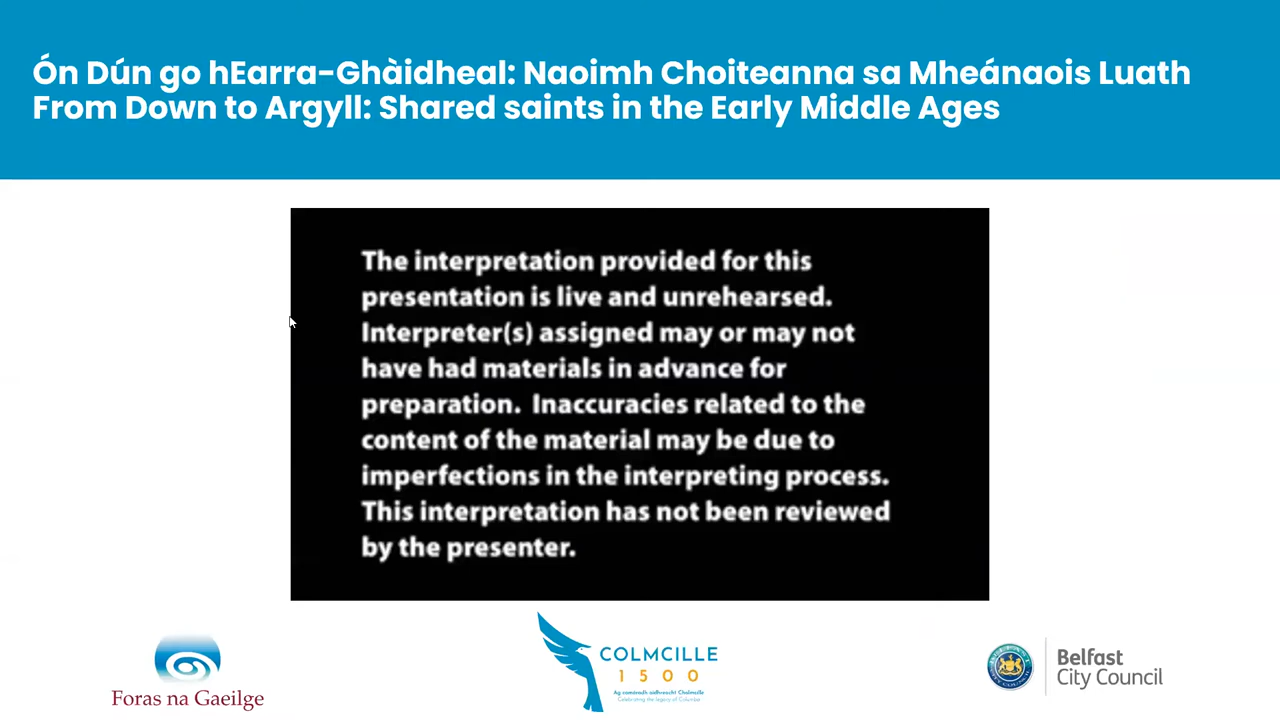 Ón Dún go hEarra-Ghàidheal: Naoimh Choiteanna sa Mheánaois Luath
From Down to Argyll: Shared saints in the Early Middle Ages
The interpretation provided for this
presentation is live and unrehearsed.
Interpreter(s) assigned may or may not
have had materials in advance for
preparation.  Inaccuracies related to the
content of the material may be due to
imperfections in the interpreting process.
This interpretation has not been reviewed
by the presenter.
Foras na Gaeilge
COLMCILLE
1500
Celebrating the legacy of Columba
Belfast
City Council